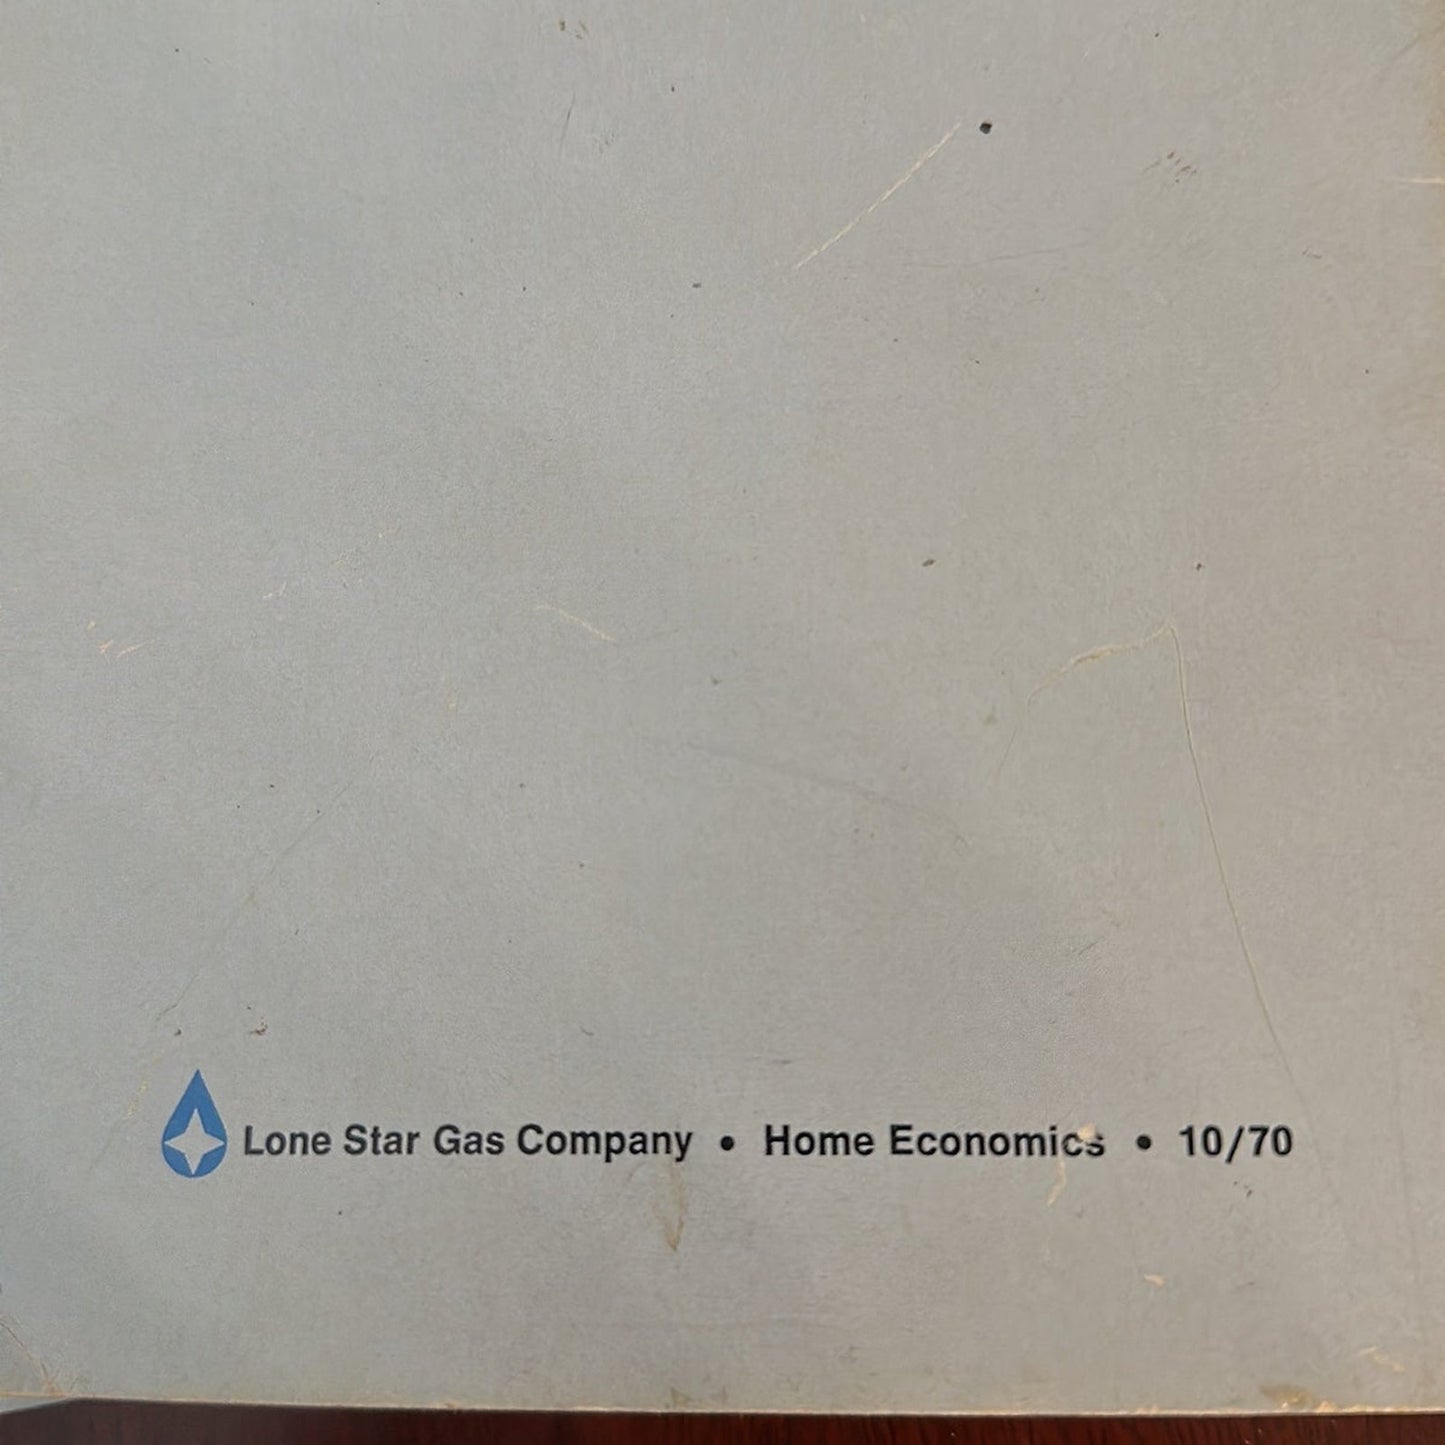 Lone Star Gas Company • Home Economics • 10/70